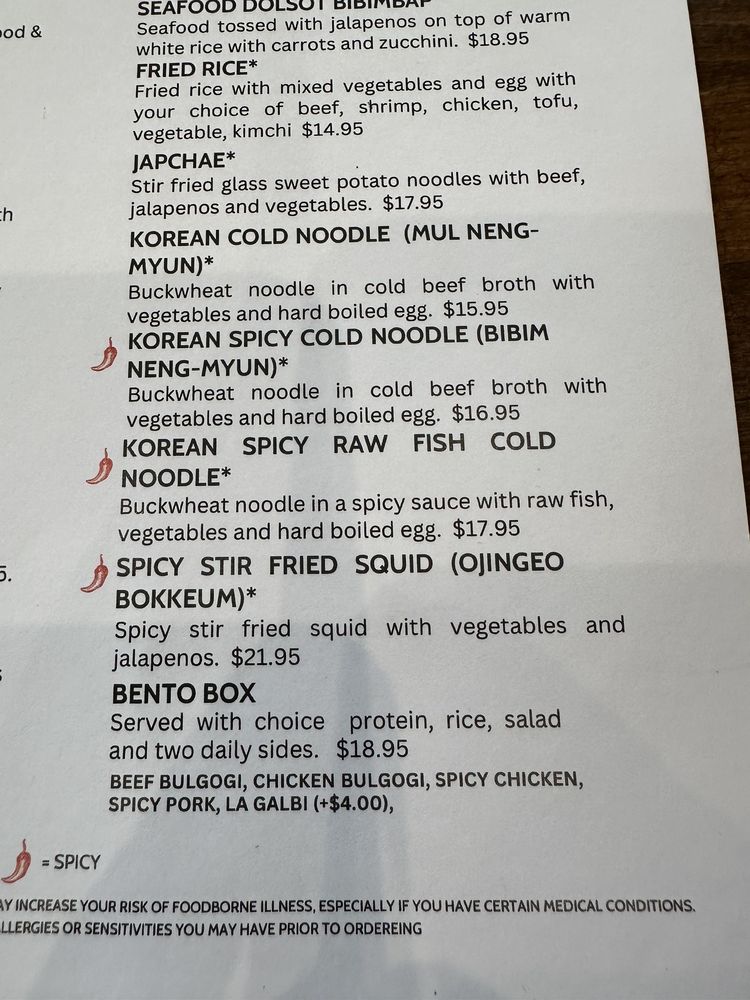 SEAFOOD DOLSOT BIBIMBAP
Seafood tossed with jalapenos on top of warm
white rice with carrots and zucchini. $18.95
FRIED RICE*
Fried rice with mixed vegetables and egg with
your choice of beef, shrimp, chicken, tofu,
vegetable, kimchi $14.95
JAPCHAE*
Stir fried glass sweet potato noodles with beef,
jalapenos and vegetables. $17.95
KOREAN COLD NOODLE (MUL NENG-
MYUN)*
Buckwheat noodle in cold beef broth with
vegetables and hard boiled egg. $15.95
KOREAN SPICY COLD NOODLE (BIBIM
NENG-MYUN)*
Buckwheat noodle in cold beef broth with
vegetables and hard boiled egg. $16.95
KOREAN SPICY RAW FISH COLD
NOODLE*
Buckwheat noodle in a spicy sauce with raw fish,
vegetables and hard boiled egg. $17.95
SPICY STIR FRIED SQUID (OJINGEO
BOKKEUM)*
Spicy stir fried squid with vegetables and
jalapenos. $21.95
BENTO BOX
Served with choice protein, rice, salad
and two daily sides. $18.95
BEEF BULGOGI, CHICKEN BULGOGI, SPICY CHICKEN,
SPICY PORK, LA GALBI (+$4.00),
= SPICY
INCREASE YOUR RISK OF FOODBORNE ILLNESS, ESPECIALLY IF YOU HAVE CERTAIN MEDICAL CONDITIONS.
OR SENSITIVITIES YOU MAY HAVE PRIOR TO ORDEREING